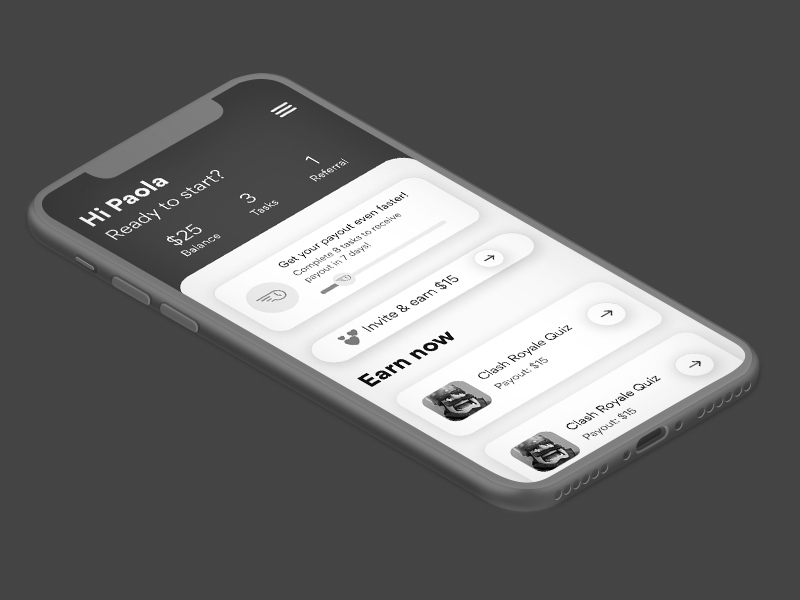 Hi Paola
Ready to start?
$25
Balance
3
Tasks
1
Referral
Get your payout even faster!
Complete 8 tasks to receive
payout in 7 days!
Invite & earn $15
Earn now
Clash Royale Quiz
Payout: $15
Clash Royale Quiz
Payout: $15